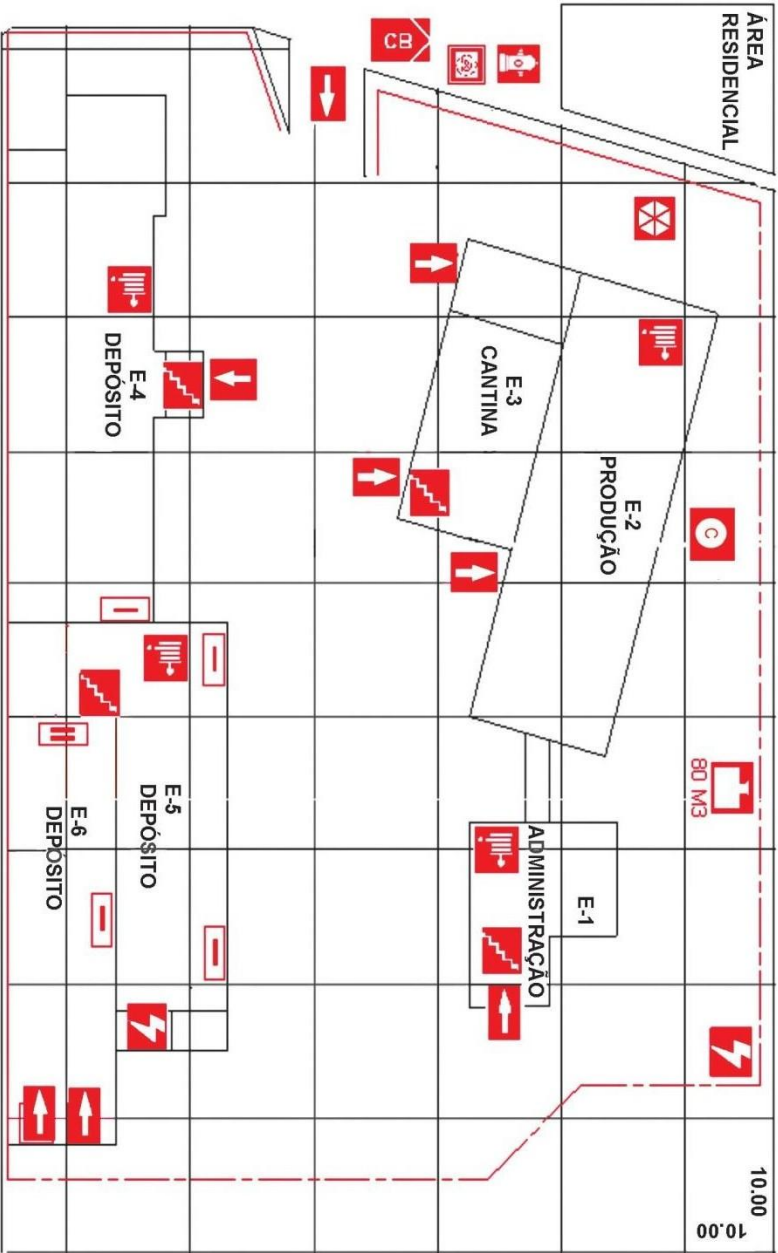 ÁREA
RESIDENCIAL
CB
C
E-2
PRODUÇÃO
E-3
CANTINA
E-4
DEPÓSITO
80 M3
E-1
ADMINISTRAÇÃO
E-5
DEPÓSITO
E-6
DEPÓSITO
10.00
10.00